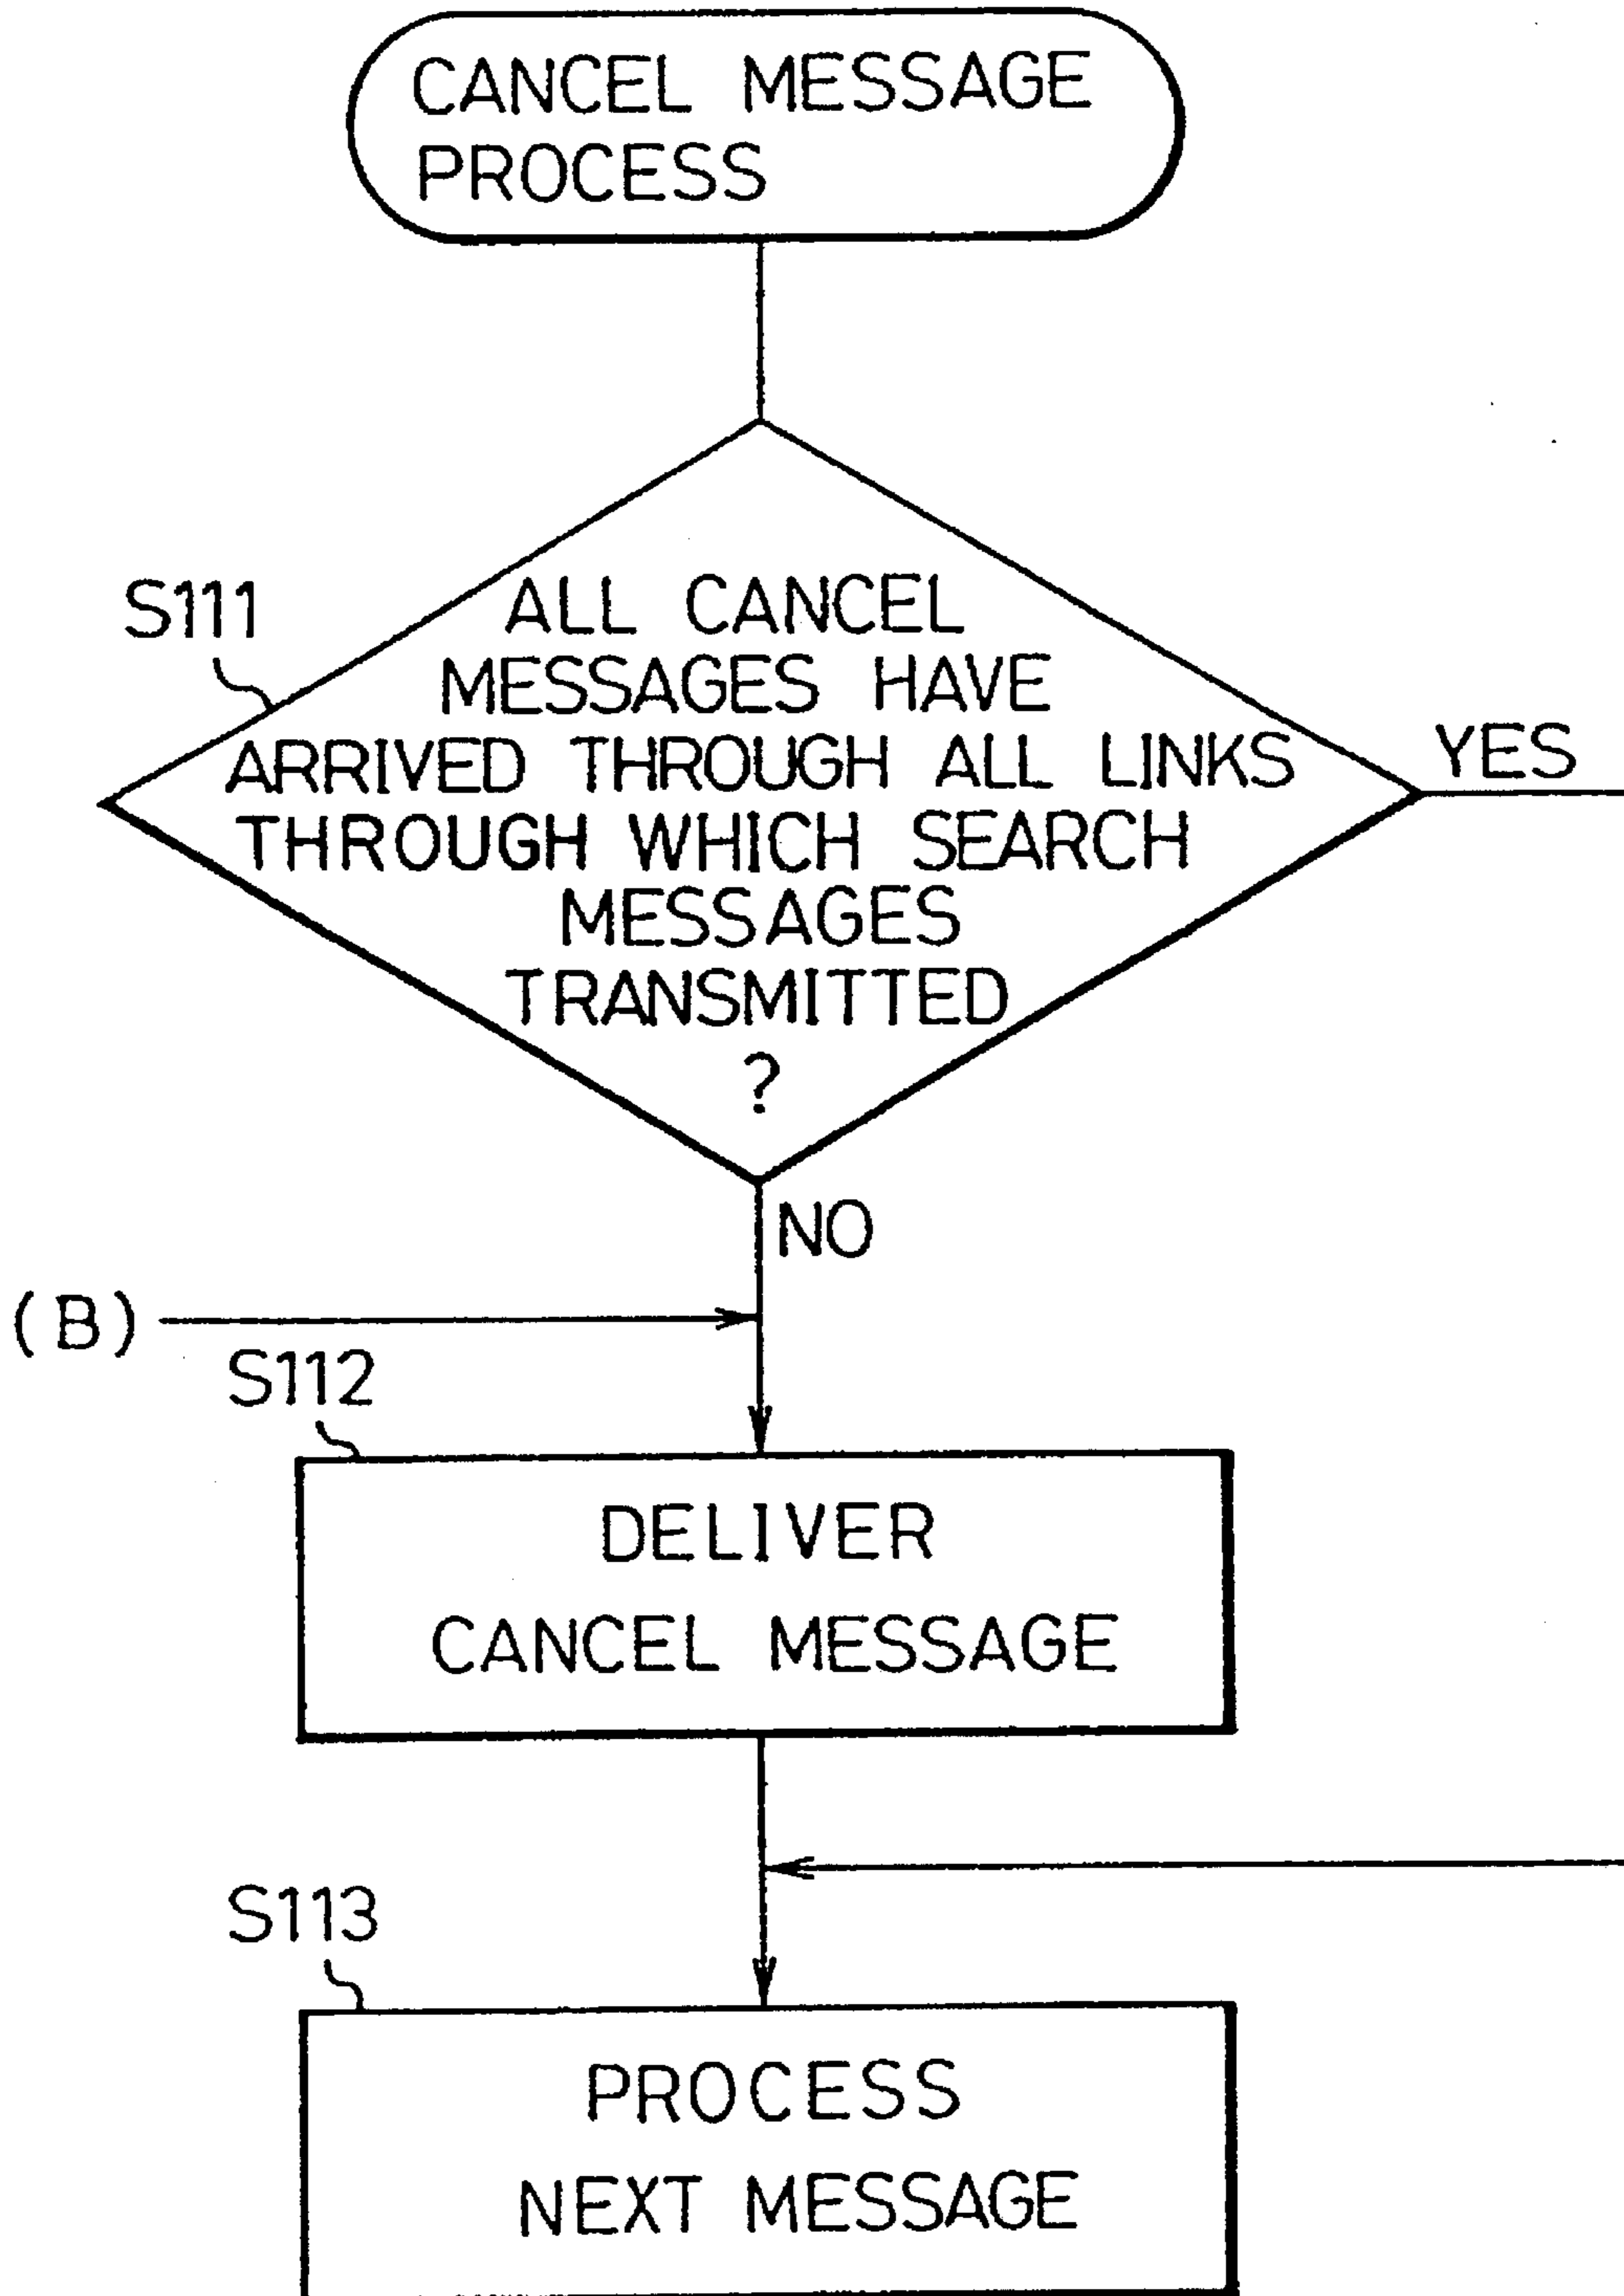 CANCEL MESSAGE
PROCESS
S111
ALL CANCEL
MESSAGES HAVE
ARRIVED THROUGH ALL LINKS
THROUGH WHICH SEARCH
MESSAGES
TRANSMITTED
?
YES
NO
(B)
S112
DELIVER
CANCEL MESSAGE
S113
PROCESS
NEXT MESSAGE